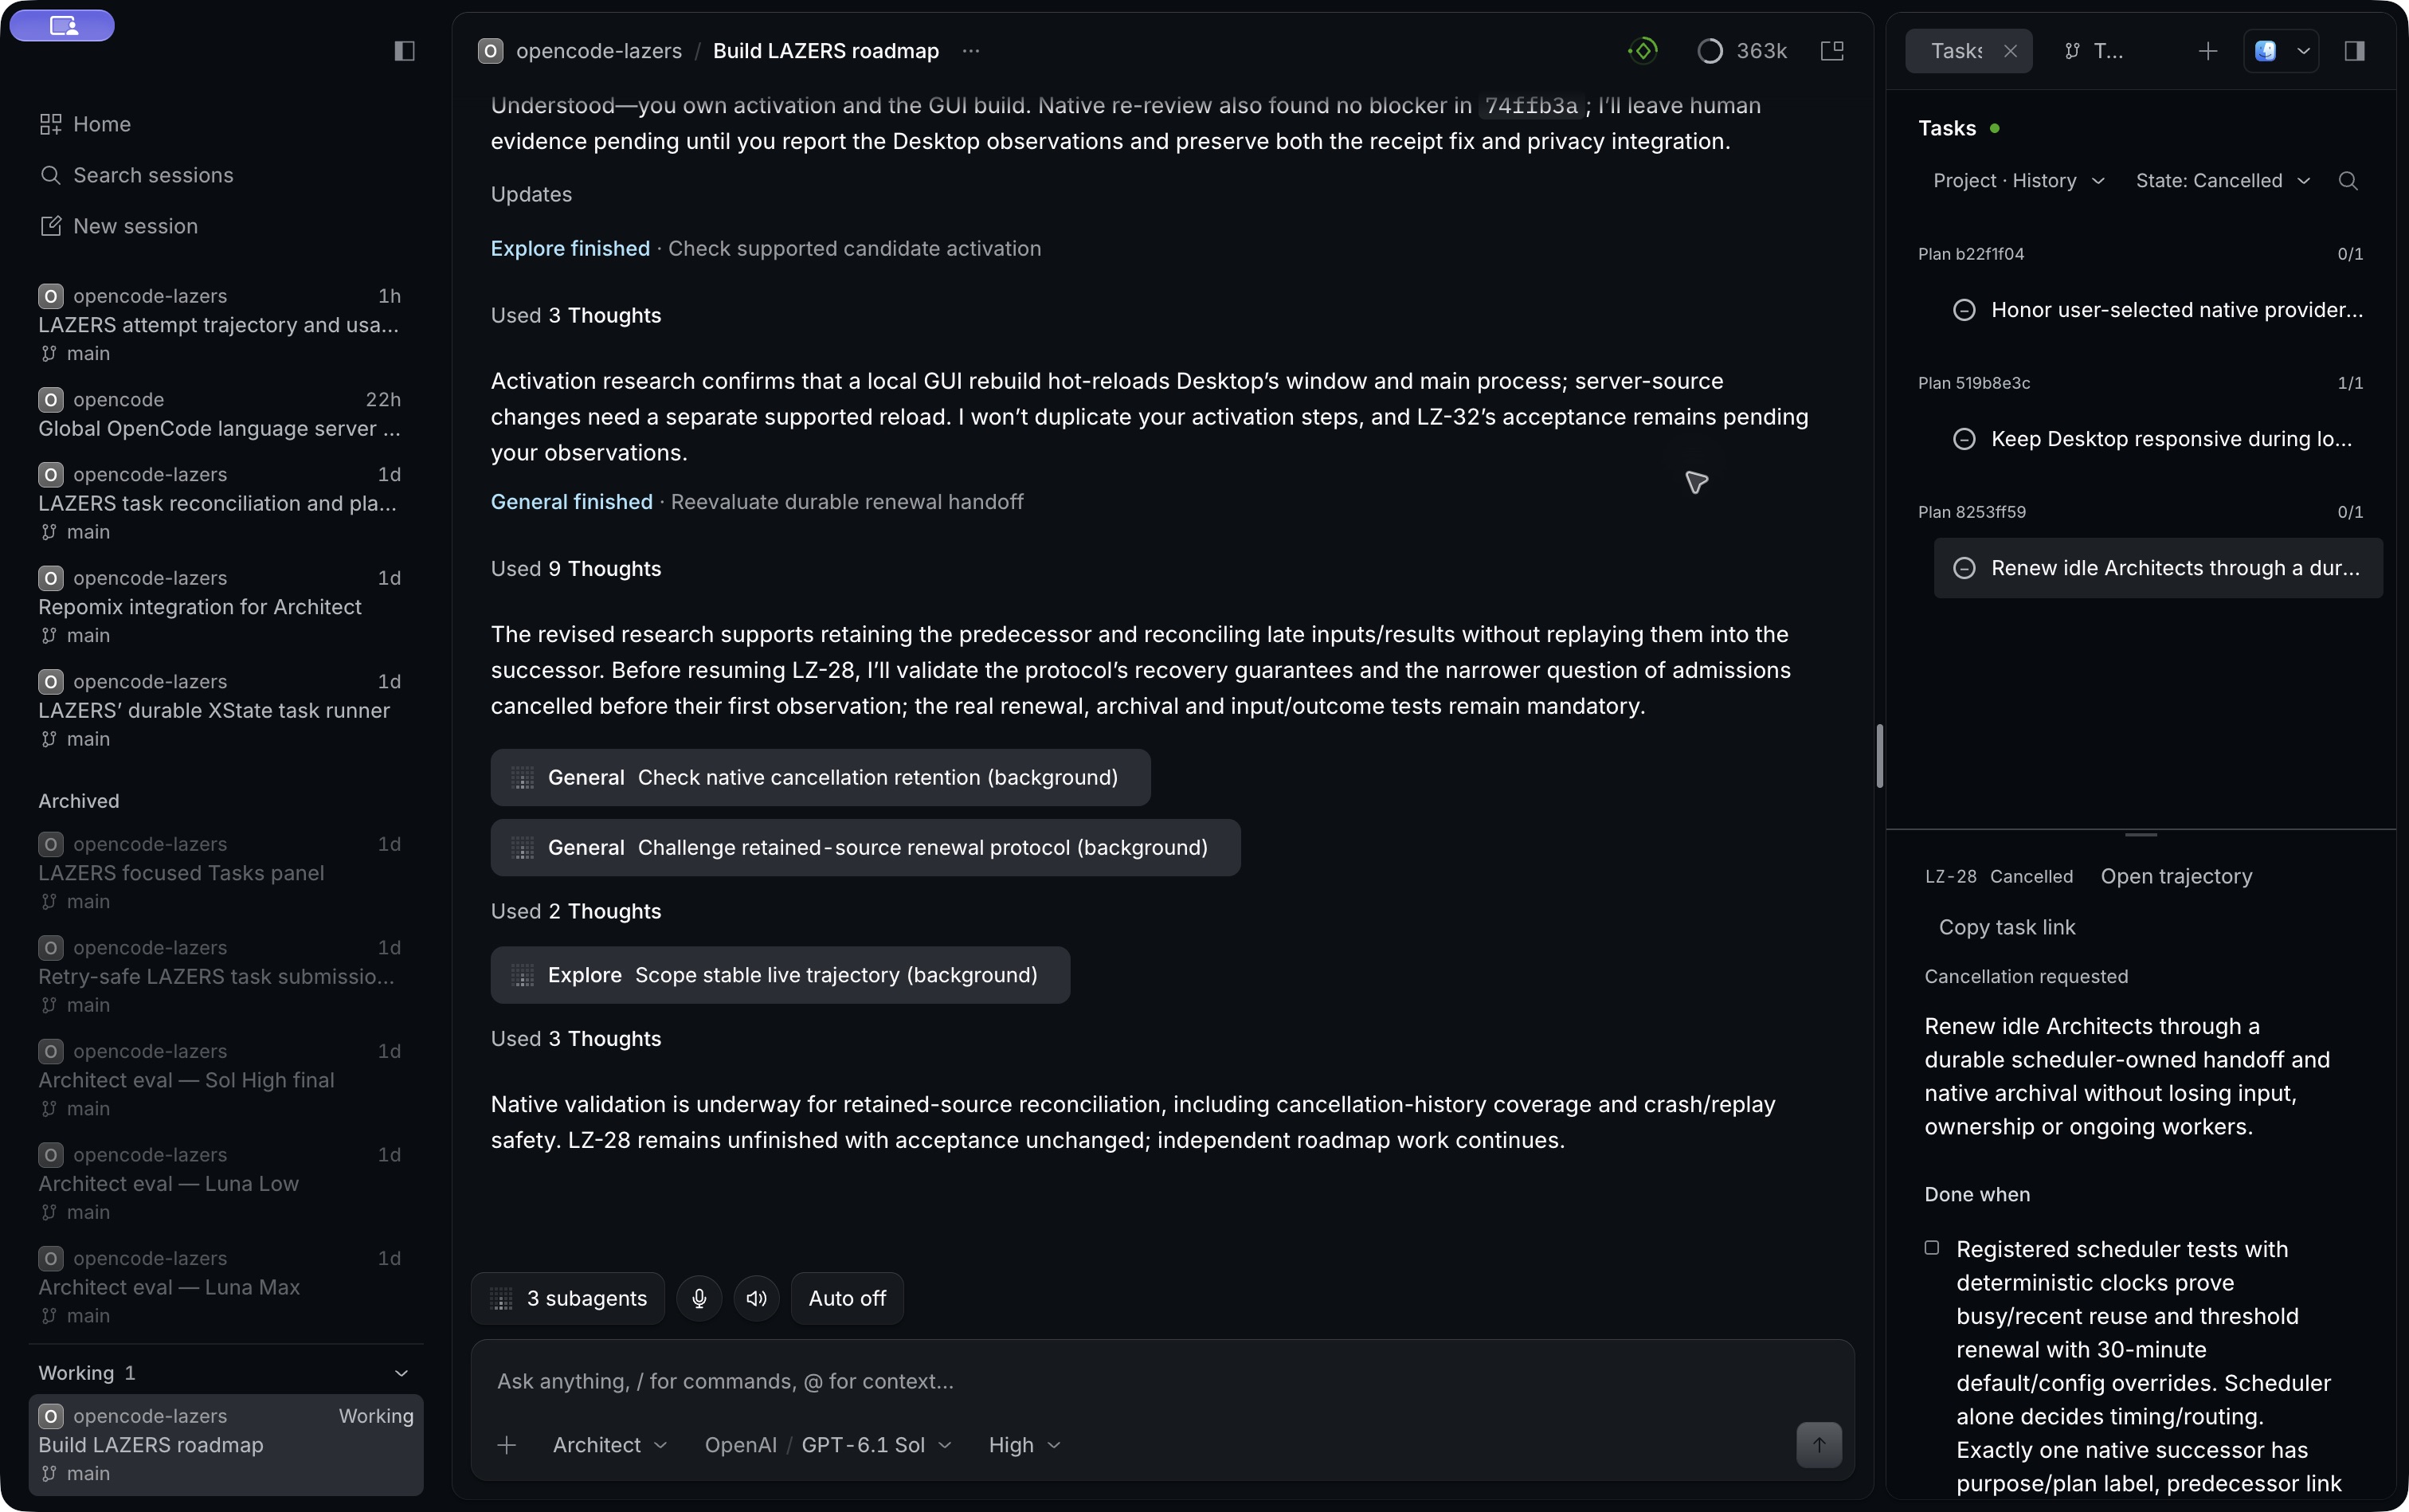 Home
Search sessions
New session
O opencode-lazers 1h
LAZERS attempt trajectory and usa...
main
O opencode 22h
Global OpenCode language server ...
O opencode-lazers 1d
LAZERS task reconciliation and pla...
main
O opencode-lazers 1d
Repomix integration for Architect
main
O opencode-lazers 1d
LAZERS’ durable XState task runner
main
Archived
O opencode-lazers 1d
LAZERS focused Tasks panel
main
O opencode-lazers 1d
Retry-safe LAZERS task submissio...
main
O opencode-lazers 1d
Architect eval — Sol High final
main
O opencode-lazers 1d
Architect eval — Luna Low
main
O opencode-lazers 1d
Architect eval — Luna Max
main
Working 1
O opencode-lazers Working
Build LAZERS roadmap
main
O opencode-lazers / Build LAZERS roadmap ... 363k
Understood—you own activation and the GUI build. Native re-review also found no blocker in 74ffb3a; I’ll leave human
evidence pending until you report the Desktop observations and preserve both the receipt fix and privacy integration.
Updates
Explore finished · Check supported candidate activation
Used 3 Thoughts
Activation research confirms that a local GUI rebuild hot-reloads Desktop’s window and main process; server-source
changes need a separate supported reload. I won’t duplicate your activation steps, and LZ-32’s acceptance remains pending
your observations.
General finished · Reevaluate durable renewal handoff
Used 9 Thoughts
The revised research supports retaining the predecessor and reconciling late inputs/results without replaying them into the
successor. Before resuming LZ-28, I’ll validate the protocol’s recovery guarantees and the narrower question of admissions
cancelled before their first observation; the real renewal, archival and input/outcome tests remain mandatory.
General Check native cancellation retention (background)
General Challenge retained-source renewal protocol (background)
Used 2 Thoughts
Explore Scope stable live trajectory (background)
Used 3 Thoughts
Native validation is underway for retained-source reconciliation, including cancellation-history coverage and crash/replay
safety. LZ-28 remains unfinished with acceptance unchanged; independent roadmap work continues.
3 subagents Auto off
Ask anything, / for commands, @ for context...
Architect OpenAI / GPT-6.1 Sol High
Tasks T...
Tasks
Project · History State: Cancelled
Plan b22f1f04 0/1
Honor user-selected native provider...
Plan 519b8e3c 1/1
Keep Desktop responsive during lo...
Plan 8253ff59 0/1
Renew idle Architects through a dur...
LZ-28 Cancelled Open trajectory
Copy task link
Cancellation requested
Renew idle Architects through a
durable scheduler-owned handoff and
native archival without losing input,
ownership or ongoing workers.
Done when
Registered scheduler tests with
deterministic clocks prove
busy/recent reuse and threshold
renewal with 30-minute
default/config overrides. Scheduler
alone decides timing/routing.
Exactly one native successor has
purpose/plan label, predecessor link